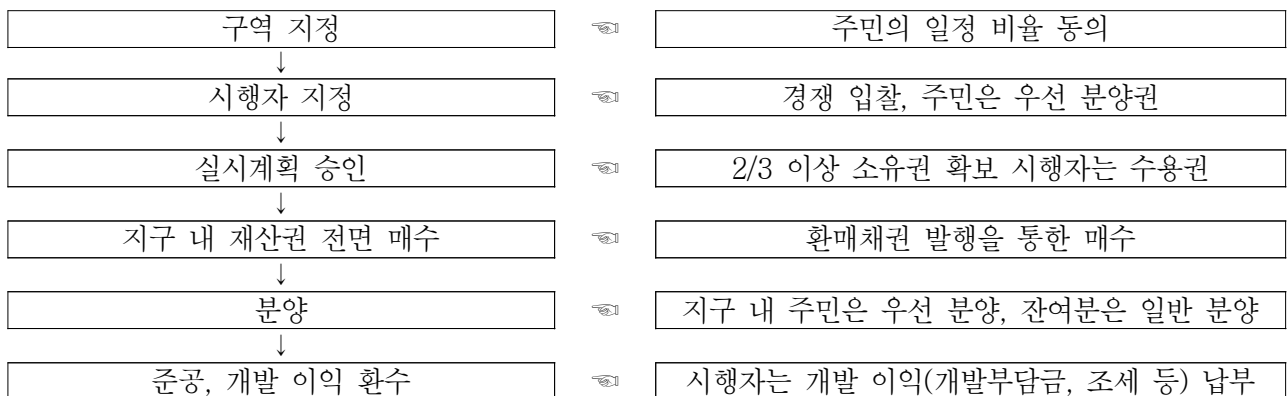 구역 지정 ☜ 주민의 일정 비율 동의
↓
시행자 지정 ☜ 경쟁 입찰, 주민은 우선 분양권
↓
실시계획 승인 ☜ 2/3 이상 소유권 확보 시행자는 수용권
↓
지구 내 재산권 전면 매수 ☜ 환매채권 발행을 통한 매수
↓
분양 ☜ 지구 내 주민은 우선 분양, 잔여분은 일반 분양
↓
준공, 개발 이익 환수 ☜ 시행자는 개발 이익(개발부담금, 조세 등) 납부